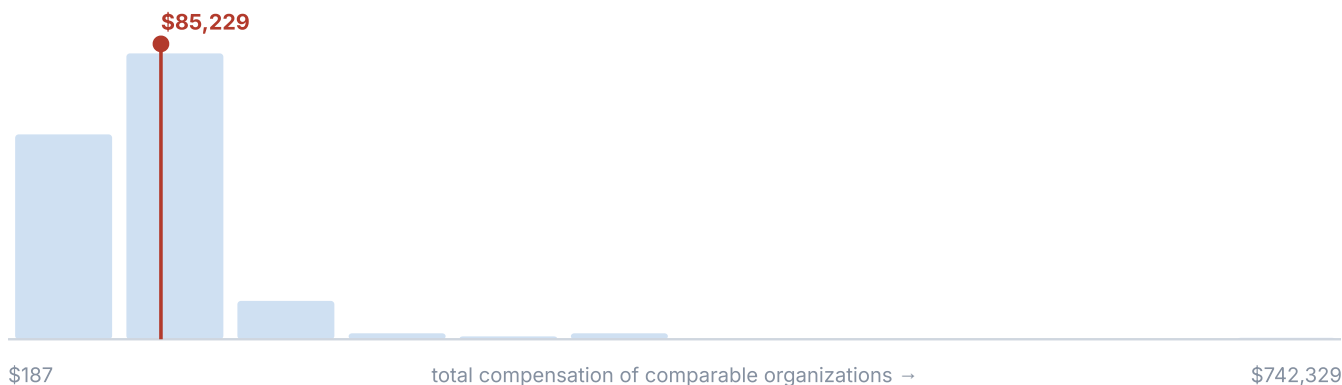 $85,229
$187 total compensation of comparable organizations → $742,329